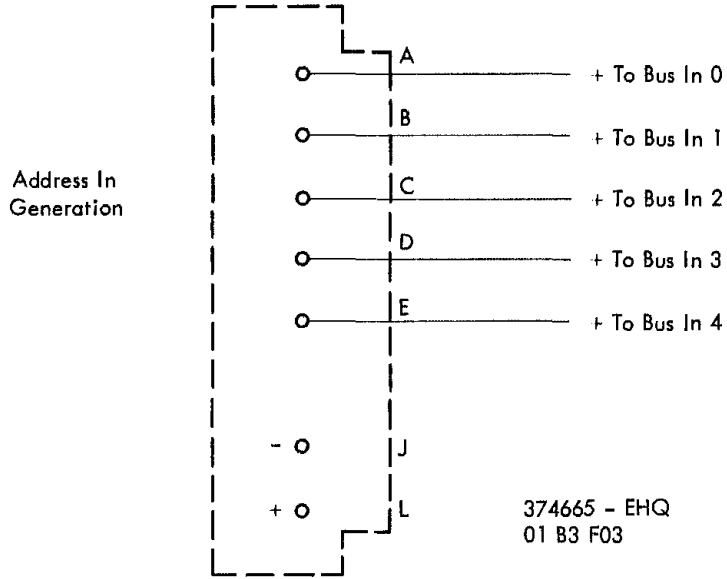 A
+ To Bus In 0
B
+ To Bus In 1
Address In
Generation
C
+ To Bus In 2
D
+ To Bus In 3
E
+ To Bus In 4
- J
+ L
374665 - EHQ
01 B3 F03